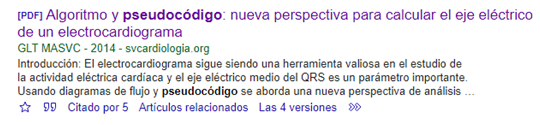 [PDF] Algoritmo y pseudocódigo: nueva perspectiva para calcular el eje eléctrico
de un electrocardiograma
GLT MASVC - 2014 - svcardiologia.org
Introducción: El electrocardiograma sigue siendo una herramienta valiosa en el estudio de
la actividad eléctrica cardíaca y el eje eléctrico medio del QRS es un parámetro importante.
Usando diagramas de flujo y pseudocódigo se aborda una nueva perspectiva de análisis ...
Citado por 5 Artículos relacionados Las 4 versiones